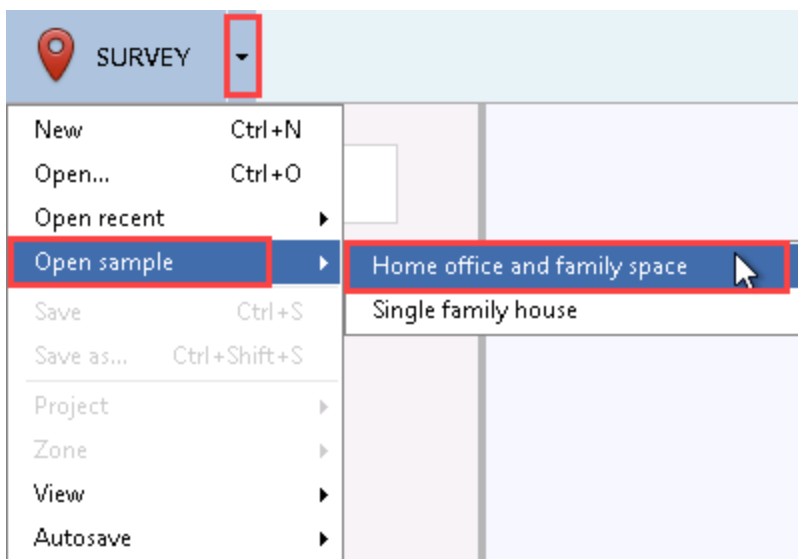 SURVEY
New Ctrl+N
Open... Ctrl+O
Open recent
Open sample
Home office and family space
Single family house
Save Ctrl+S
Save as... Ctrl+Shift+S
Project
Zone
View
Autosave